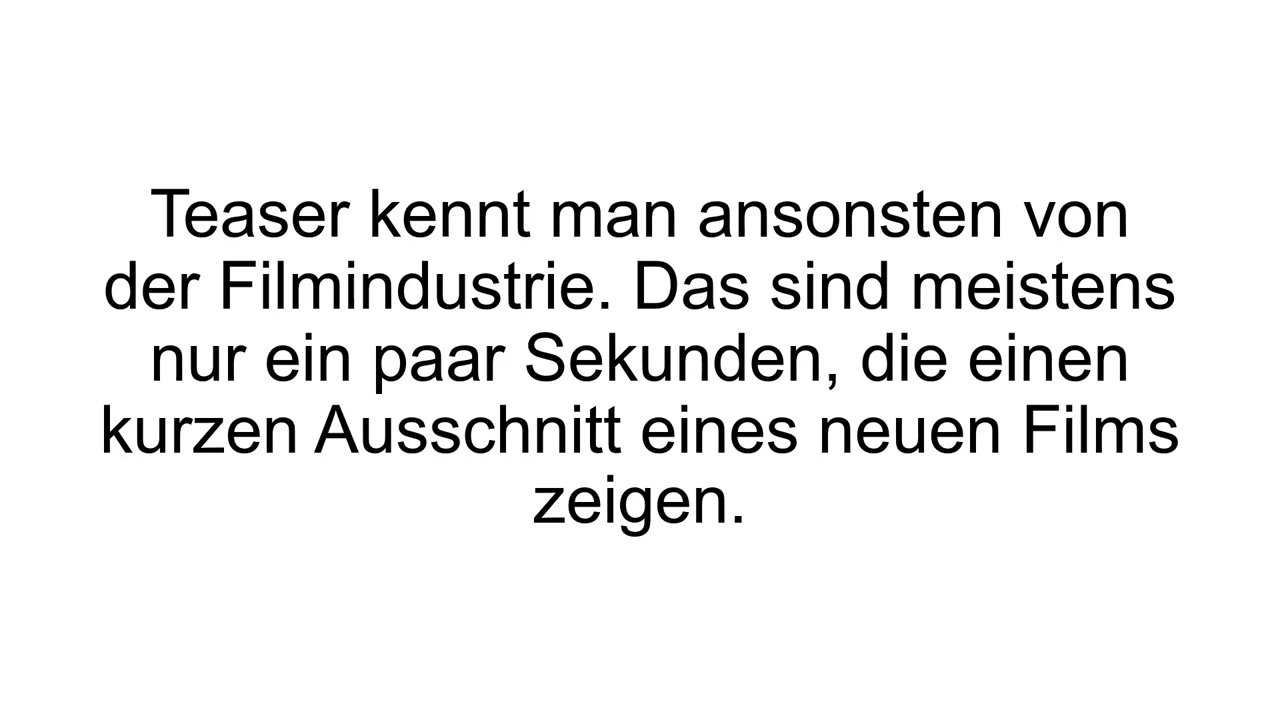 Teaser kennt man ansonsten von
der Filmindustrie. Das sind meistens
nur ein paar Sekunden, die einen
kurzen Ausschnitt eines neuen Films
zeigen.